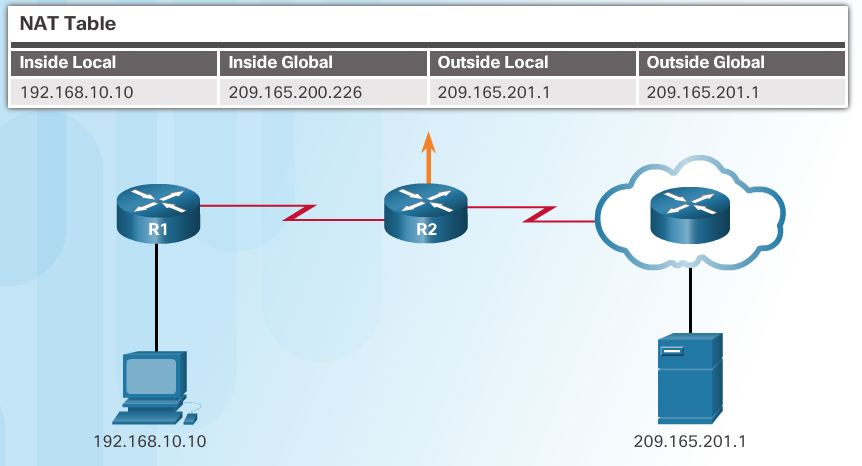 NAT Table
Inside Local Inside Global Outside Local Outside Global
192.168.10.10 209.165.200.226 209.165.201.1 209.165.201.1
R1 R2
192.168.10.10 209.165.201.1